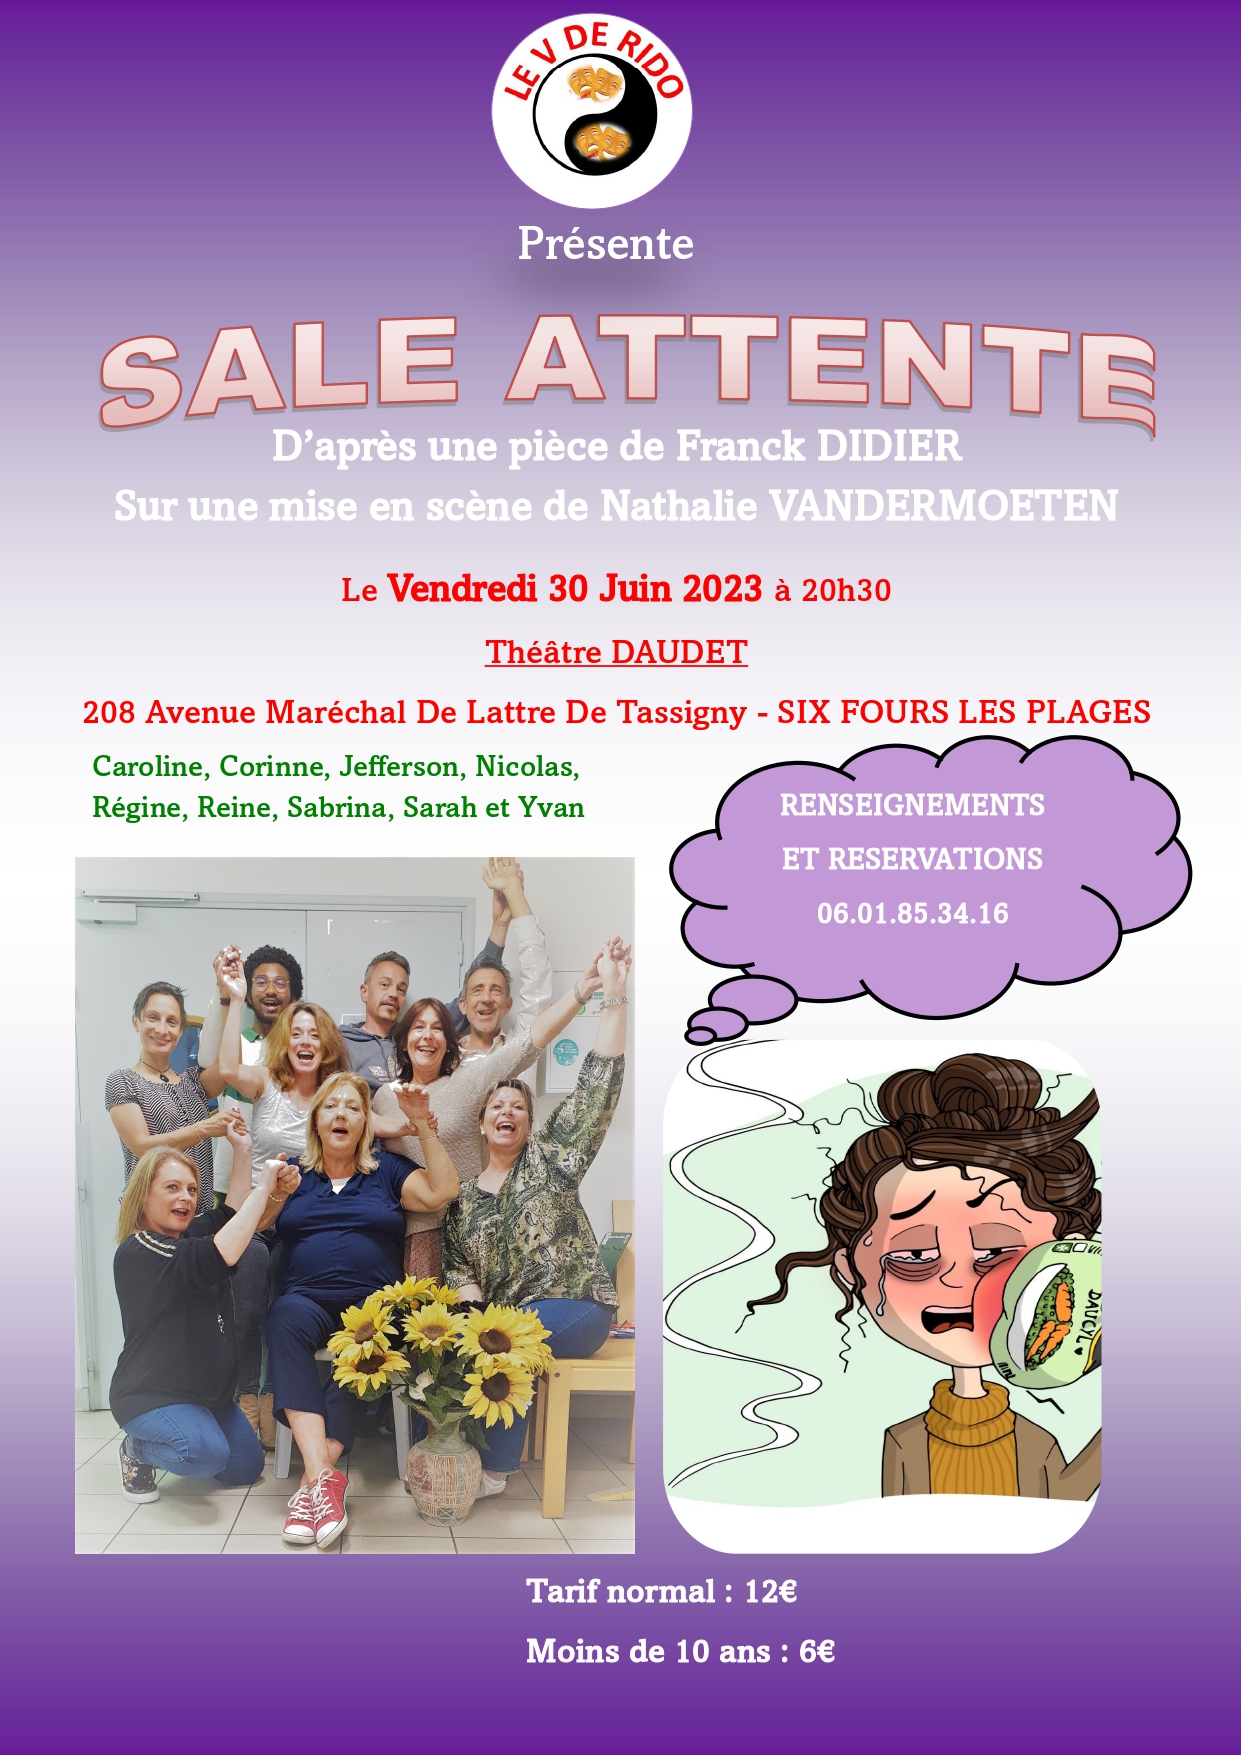 LE V DE RIDO
Présente
SALE ATTENTE
D’après une pièce de Franck DIDIER
Sur une mise en scène de Nathalie VANDERMOETEN
Le Vendredi 30 Juin 2023 à 20h30
Théâtre DAUDET
208 Avenue Maréchal De Lattre De Tassigny - SIX FOURS LES PLAGES
Caroline, Corinne, Jefferson, Nicolas,
Régine, Reine, Sabrina, Sarah et Yvan
RENSEIGNEMENTS
ET RESERVATIONS
06.01.85.34.16
DAUCYL
Tarif normal : 12€
Moins de 10 ans : 6€